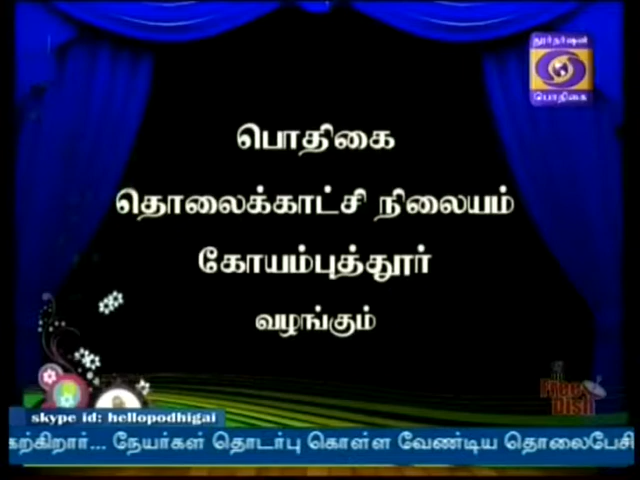 தூர்தர்ஷன்
பொதிகை
பொதிகை
தொலைக்காட்சி நிலையம்
கோயம்புத்தூர்
வழங்கும்
Free
Dish
skype id: hellopodhigai
கற்கிறார்... நேயர்கள் தொடர்பு கொள்ள வேண்டிய தொலைபேசி